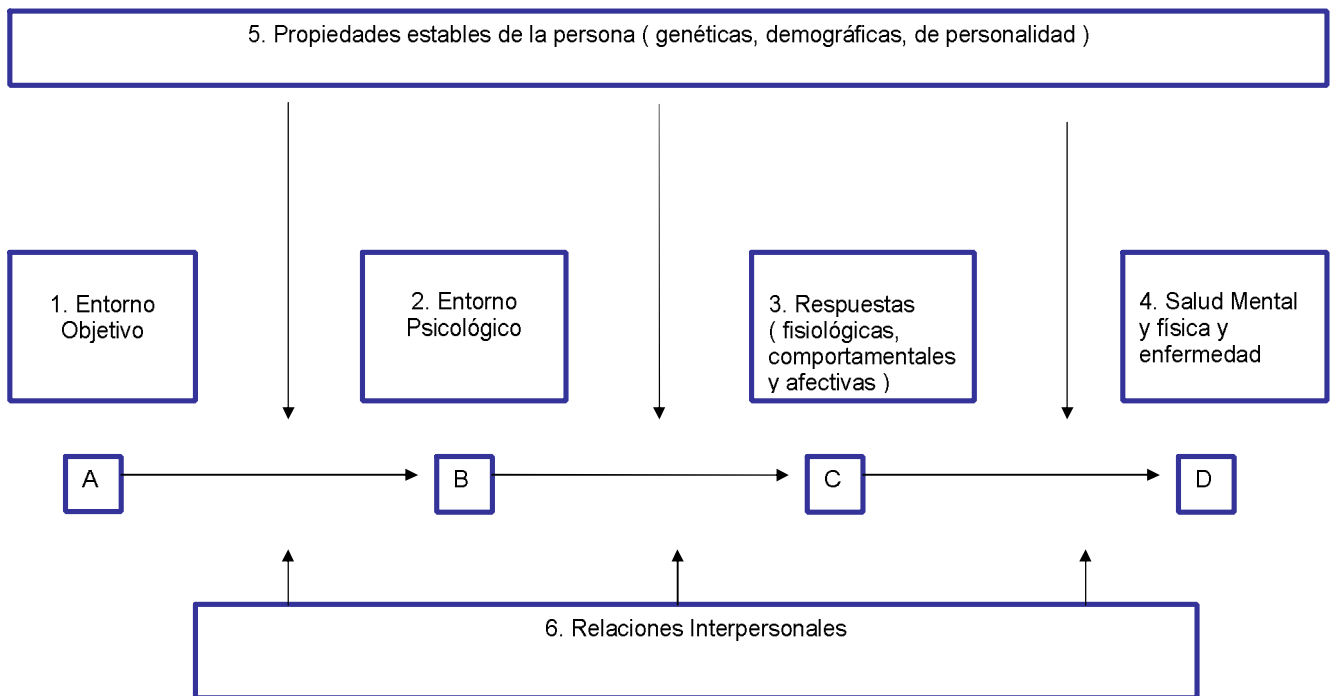 5. Propiedades estables de la persona ( genéticas, demográficas, de personalidad )
1. Entorno
Objetivo
2. Entorno
Psicológico
3. Respuestas
( fisiológicas,
comportamentales
y afectivas )
4. Salud Mental
y física y
enfermedad
A
B
C
D
6. Relaciones Interpersonales